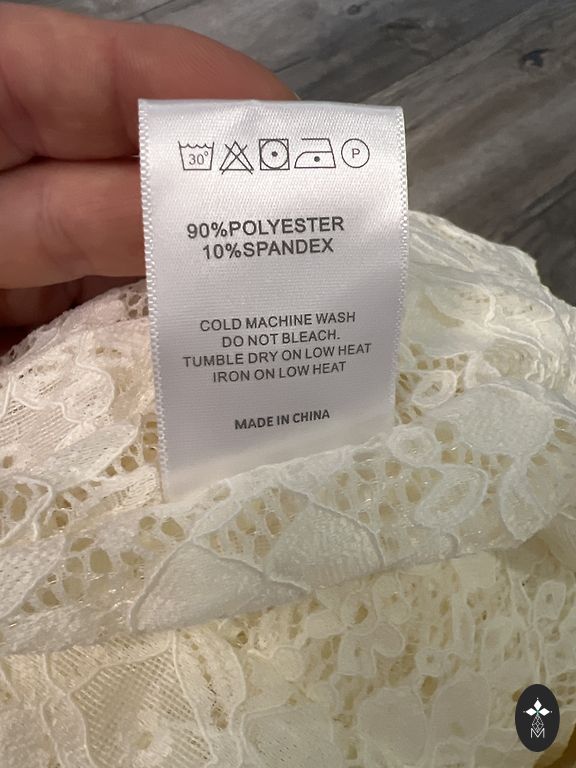 30° P
90%POLYESTER
10%SPANDEX
COLD MACHINE WASH
DO NOT BLEACH.
TUMBLE DRY ON LOW HEAT
IRON ON LOW HEAT
MADE IN CHINA
M